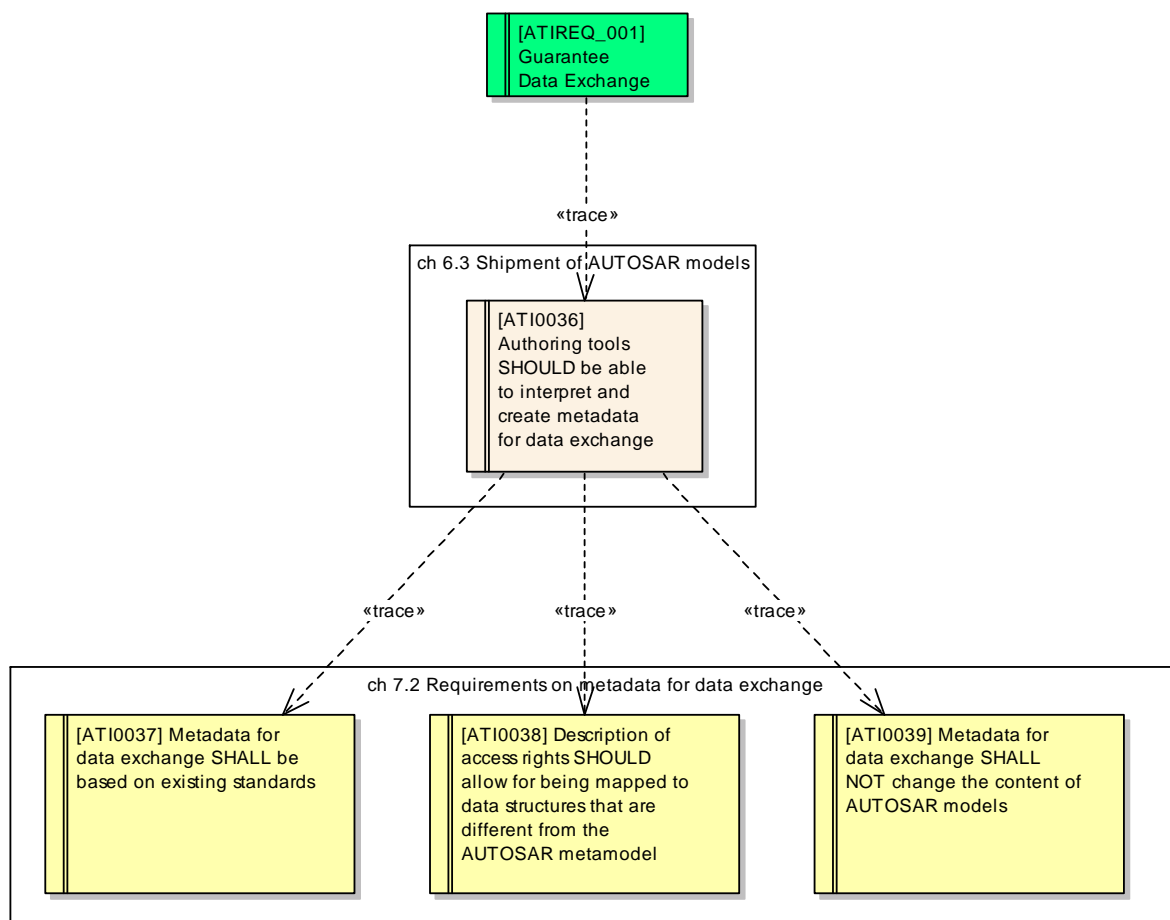 [ATIREQ_001]
Guarantee
Data Exchange
«trace»
ch 6.3 Shipment of AUTOSAR models
[ATI0036]
Authoring tools
SHOULD be able
to interpret and
create metadata
for data exchange
«trace»
«trace»
«trace»
ch 7.2 Requirements on metadata for data exchange
[ATI0037] Metadata for
data exchange SHALL be
based on existing standards
[ATI0038] Description of
access rights SHOULD
allow for being mapped to
data structures that are
different from the
AUTOSAR metamodel
[ATI0039] Metadata for
data exchange SHALL
NOT change the content of
AUTOSAR models